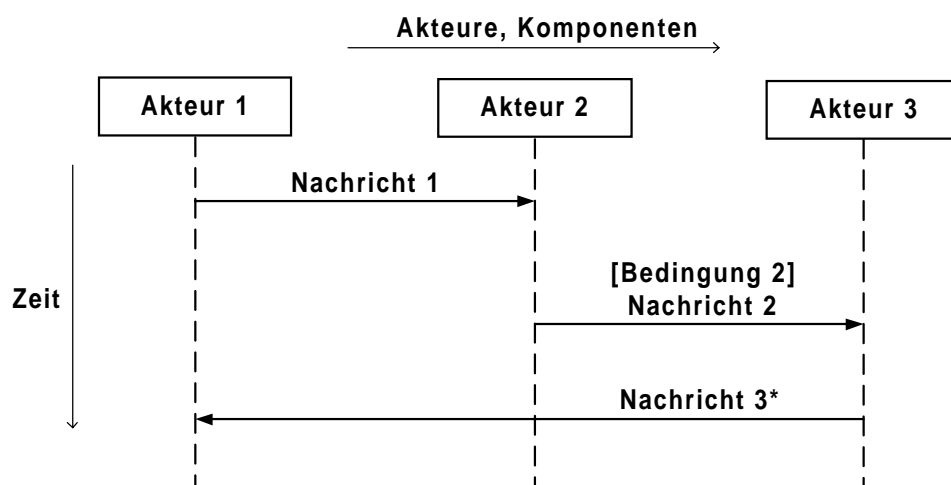 Akteure, Komponenten
Akteur 1
Akteur 2
Akteur 3
Nachricht 1
[Bedingung 2]
Zeit
Nachricht 2
Nachricht 3*